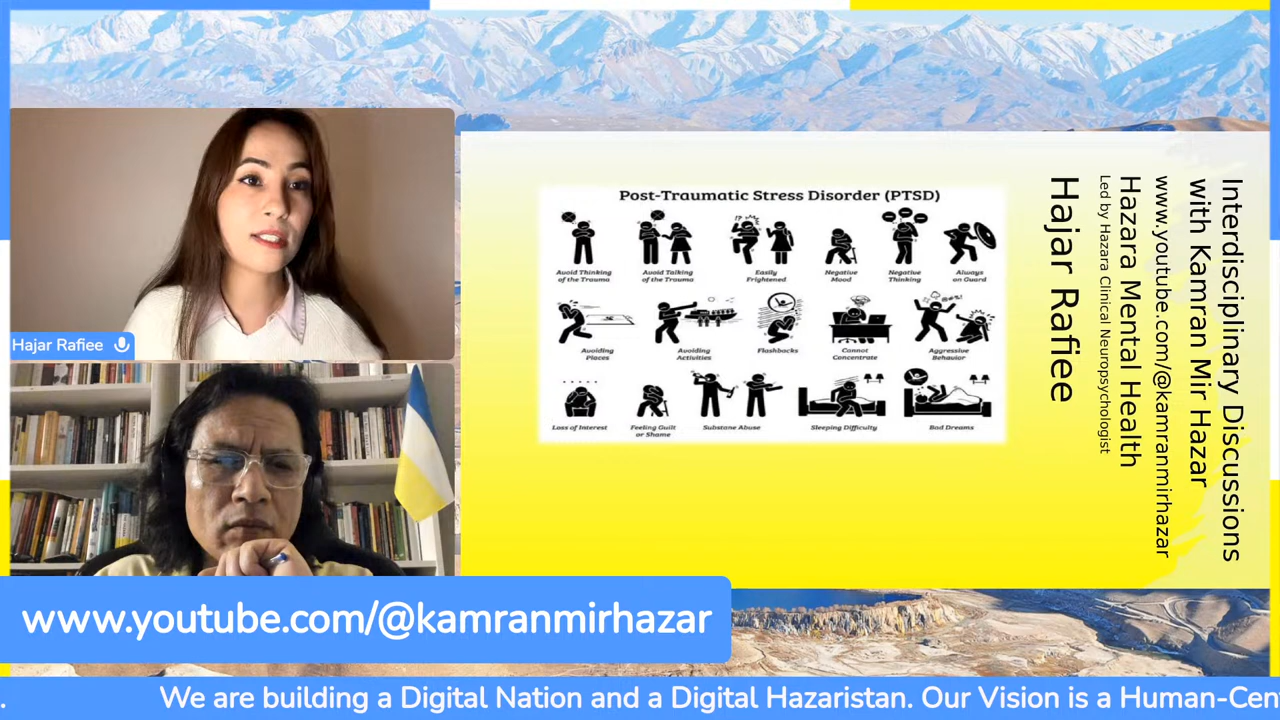 Hajar Rafiee
Post-Traumatic Stress Disorder (PTSD)
Avoid Thinking
of the Trauma
Avoid Talking
of the Trauma
Easily
Frightened
Negative
Mood
Negative
Thinking
Always
on Guard
Avoiding
Places
Avoiding
Activities
Flashbacks
Cannot
Concentrate
Aggressive
Behavior
Loss of Interest
Feeling Guilt
or Shame
Substane Abuse
Sleeping Difficulty
Bad Dreams
Interdisciplinary Discussions
with Kamran Mir Hazar
www.youtube.com/@kamranmirhazar
Hazara Mental Health
Led by Hazara Clinical Neuropsychologist
Hajar Rafiee
www.youtube.com/@kamranmirhazar
. We are building a Digital Nation and a Digital Hazaristan. Our Vision is a Human-Cen